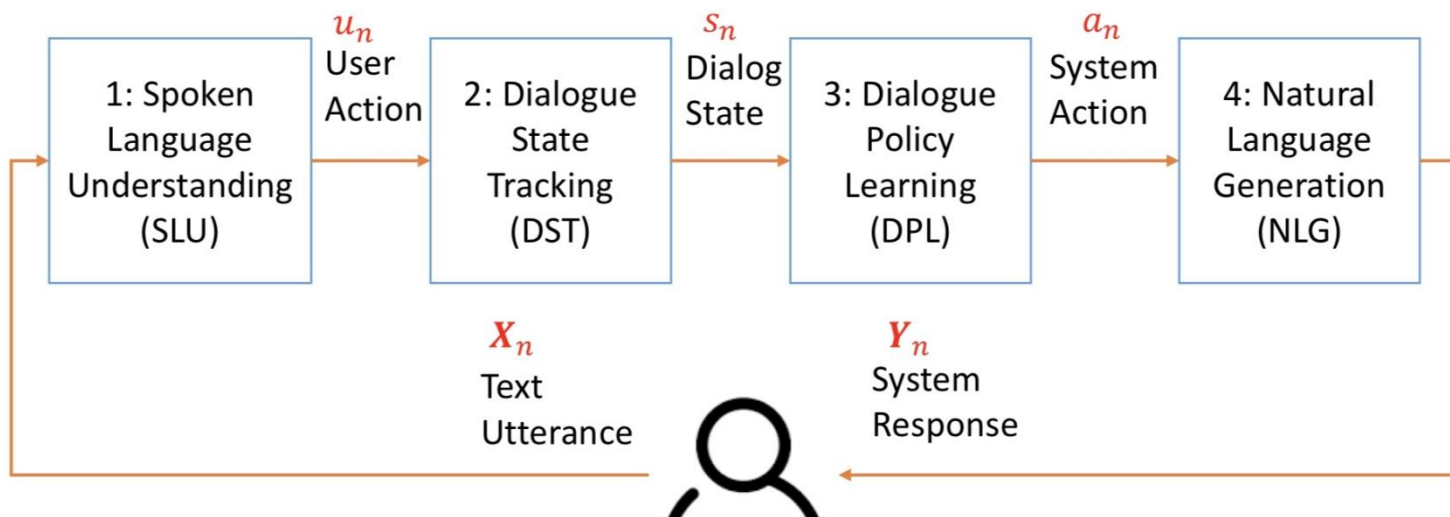 1: Spoken
Language
Understanding
(SLU)
u_n
User
Action
2: Dialogue
State
Tracking
(DST)
s_n
Dialog
State
3: Dialogue
Policy
Learning
(DPL)
a_n
System
Action
4: Natural
Language
Generation
(NLG)
X_n
Text
Utterance
Y_n
System
Response